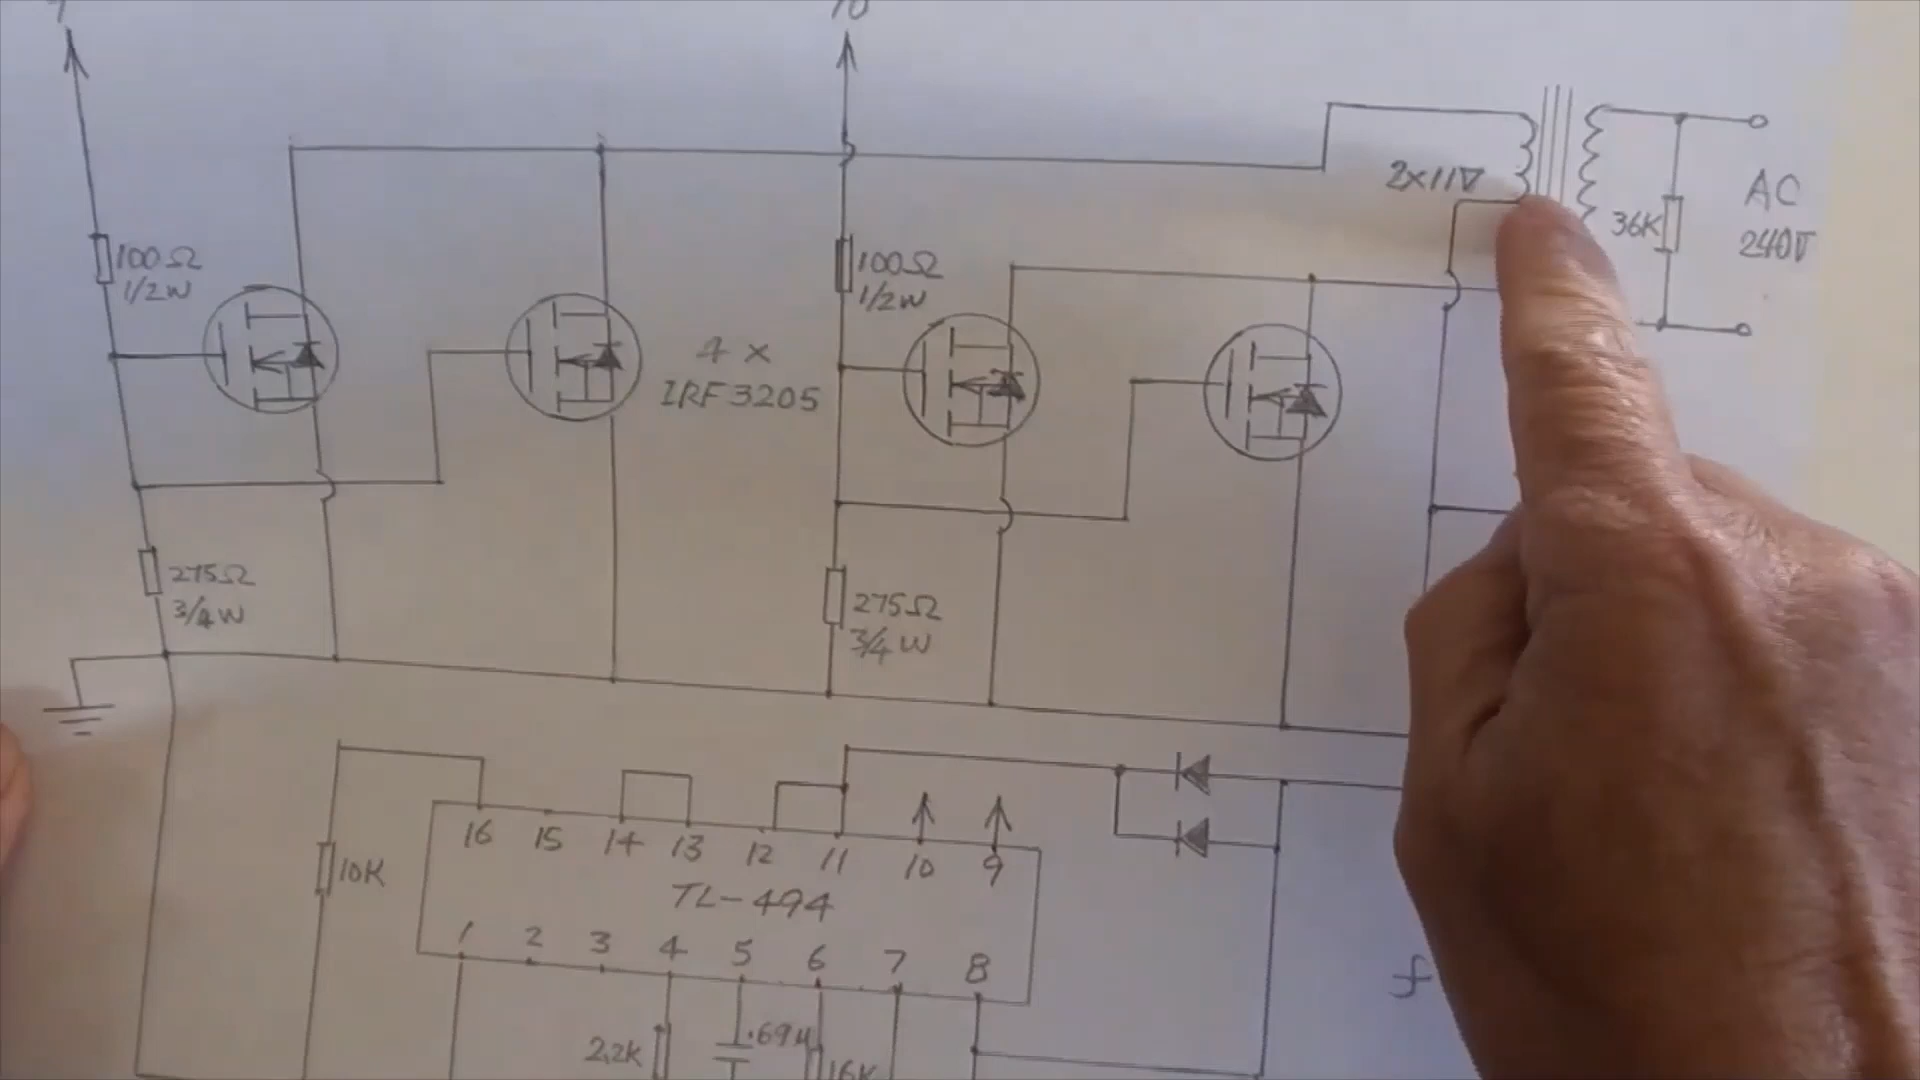 10
100Ω
1/2W
100Ω
1/2W
4 x
IRF3205
2x11V
36K
AC
240V
275Ω
3/4W
275Ω
3/4W
10K
16 15 14 13 12 11 10 9
TL-494
1 2 3 4 5 6 7 8
2,2K
.69µ
16K
f